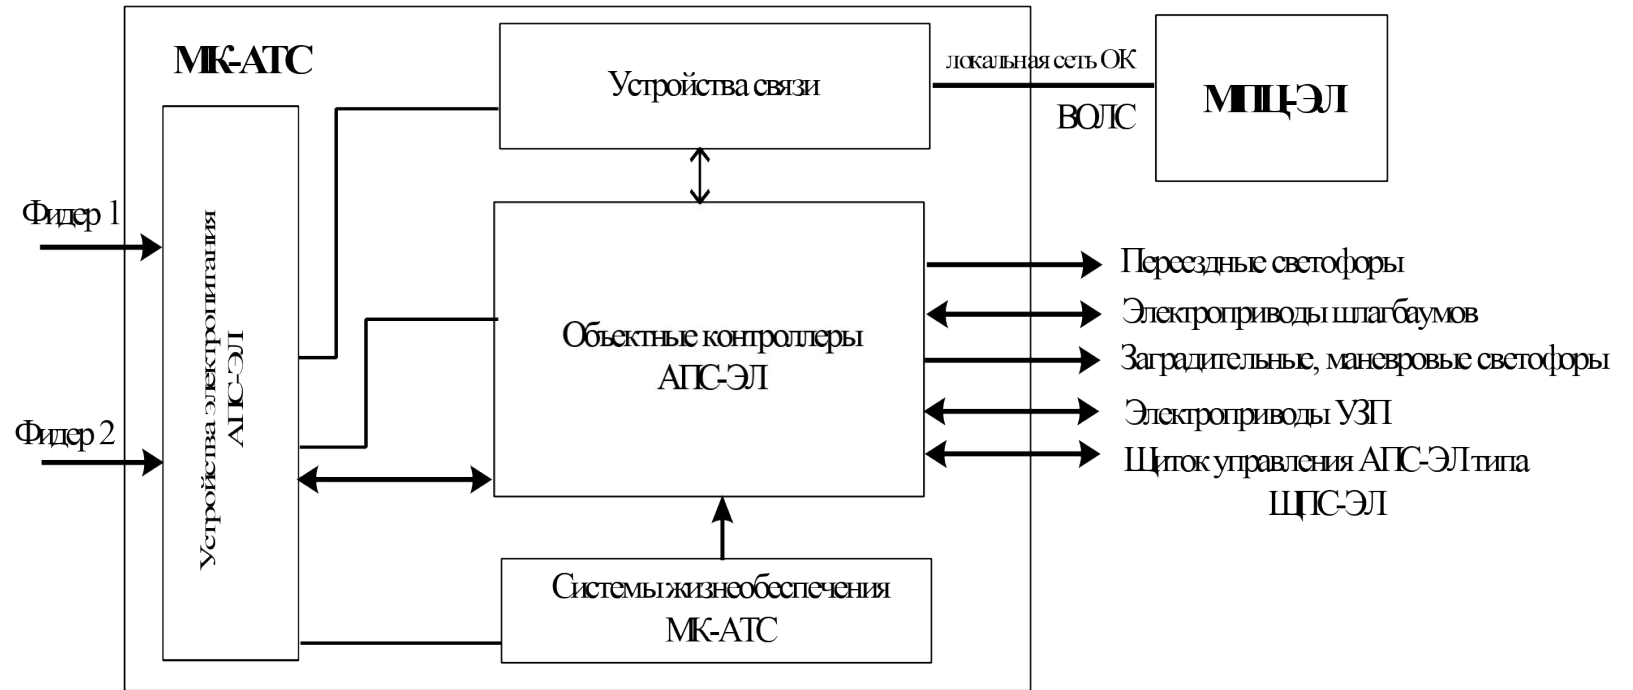 МК-АТС
Устройства связи
локальная сеть ОК
ВОЛС
МПЦ-ЭЛ
Фидер 1
Фидер 2
Устройства электропитания
АПС-ЭЛ
Объектные контроллеры
АПС-ЭЛ
Переездные светофоры
Электроприводы шлагбаумов
Заградительные, маневровые светофоры
Электроприводы УЗП
Щиток управления АПС-ЭЛ типа
ЩПС-ЭЛ
Системы жизнеобеспечения
МК-АТС